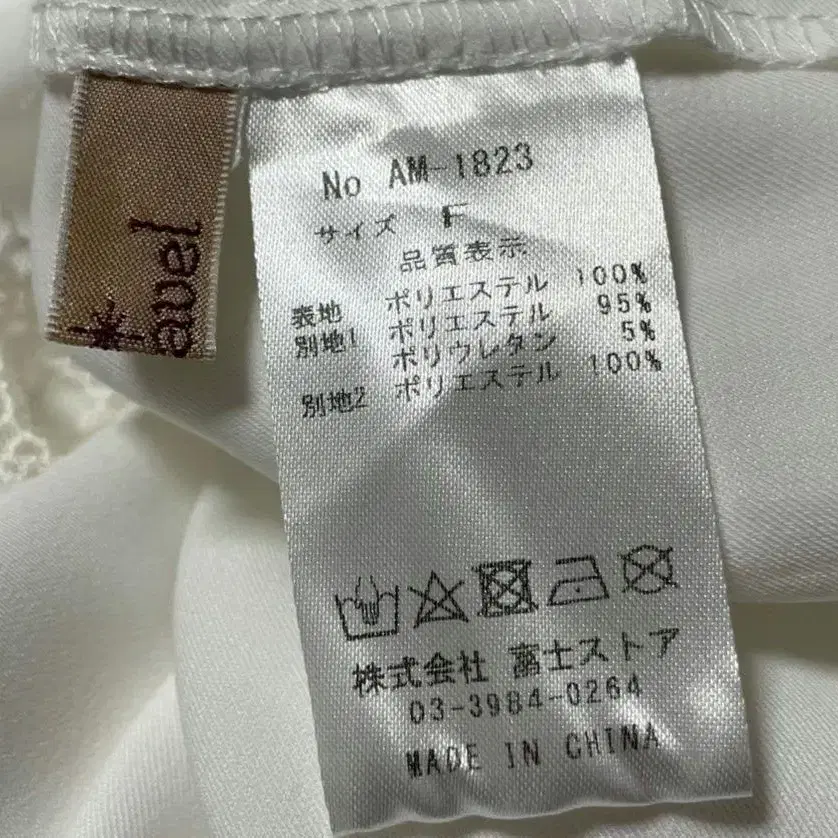 No AM-1823
サイズ F
品質表示
表地 ポリエステル 100%
別地1 ポリエステル 95%
ポリウレタン 5%
別地2 ポリエステル 100%
株式会社 富士ストア
03-3984-0264
MADE IN CHINA